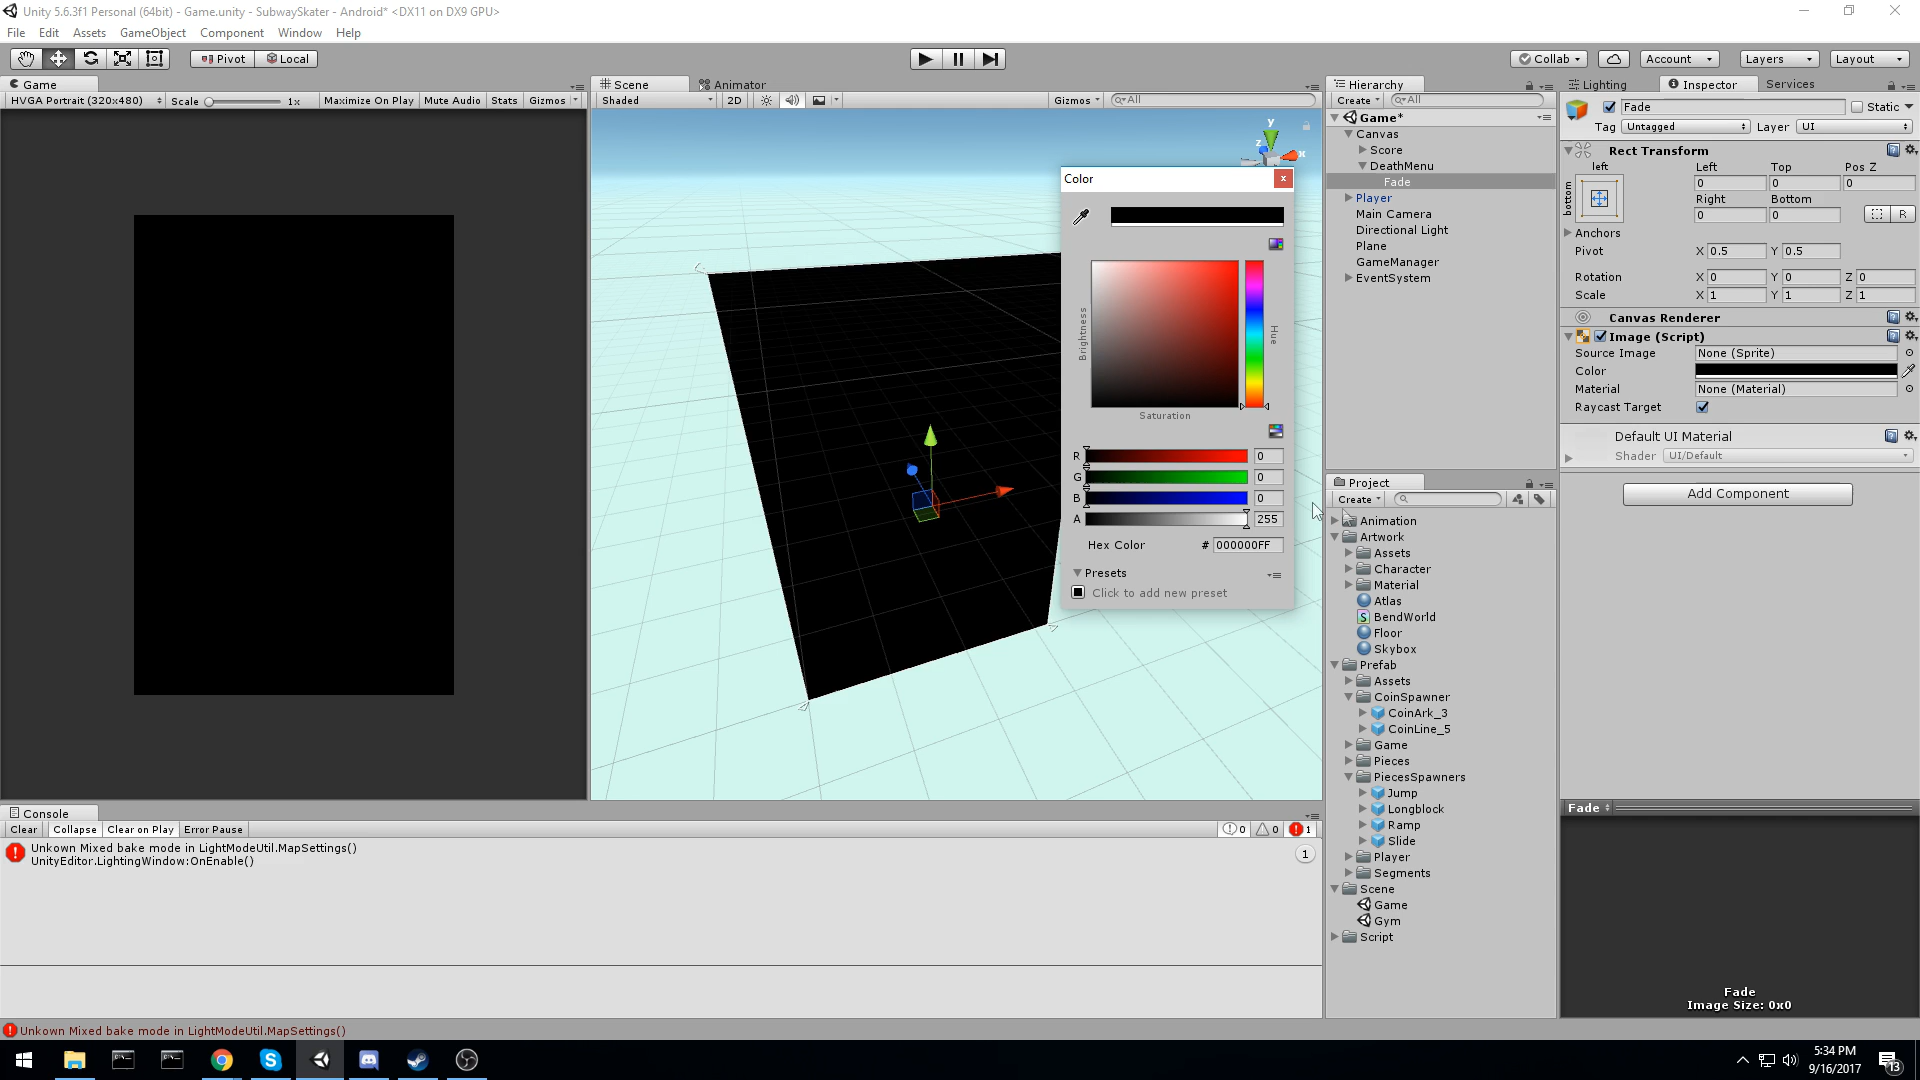 Unity 5.6.3f1 Personal (64bit) - Game.unity - SubwaySkater - Android* <DX11 on DX9 GPU>
File Edit Assets GameObject Component Window Help
Pivot Local Collab Account Layers Layout
Game
HVGA Portrait (320x480) Scale 1x Maximize On Play Mute Audio Stats Gizmos
Scene Animator
Shaded 2D Gizmos All
y
z
x
Color
Brightness
Hue
Saturation
R 0
G 0
B 0
A 255
Hex Color # 000000FF
Presets
Click to add new preset
Hierarchy
Create All
Game*
Canvas
Score
DeathMenu
Fade
Player
Main Camera
Directional Light
Plane
GameManager
EventSystem
Project
Create
Animation
Artwork
Assets
Character
Material
Atlas
S BendWorld
Floor
Skybox
Prefab
Assets
CoinSpawner
CoinArk_3
CoinLine_5
Game
Pieces
PiecesSpawners
Jump
Longblock
Ramp
Slide
Player
Segments
Scene
Game
Gym
Script
Lighting Inspector Services
Fade Static
Tag Untagged Layer UI
Rect Transform
left Left Top Pos Z
bottom 0 0 0
Right Bottom
0 0 R
Anchors
Pivot X 0.5 Y 0.5
Rotation X 0 Y 0 Z 0
Scale X 1 Y 1 Z 1
Canvas Renderer
Image (Script)
Source Image None (Sprite)
Color
Material None (Material)
Raycast Target
Default UI Material
Shader UI/Default
Add Component
Fade
Fade
Image Size: 0x0
Console
Clear Collapse Clear on Play Error Pause 0 0 1
Unkown Mixed bake mode in LightModeUtil.MapSettings()
UnityEditor.LightingWindow:OnEnable()
1
Unkown Mixed bake mode in LightModeUtil.MapSettings()
5:34 PM
9/16/2017
13